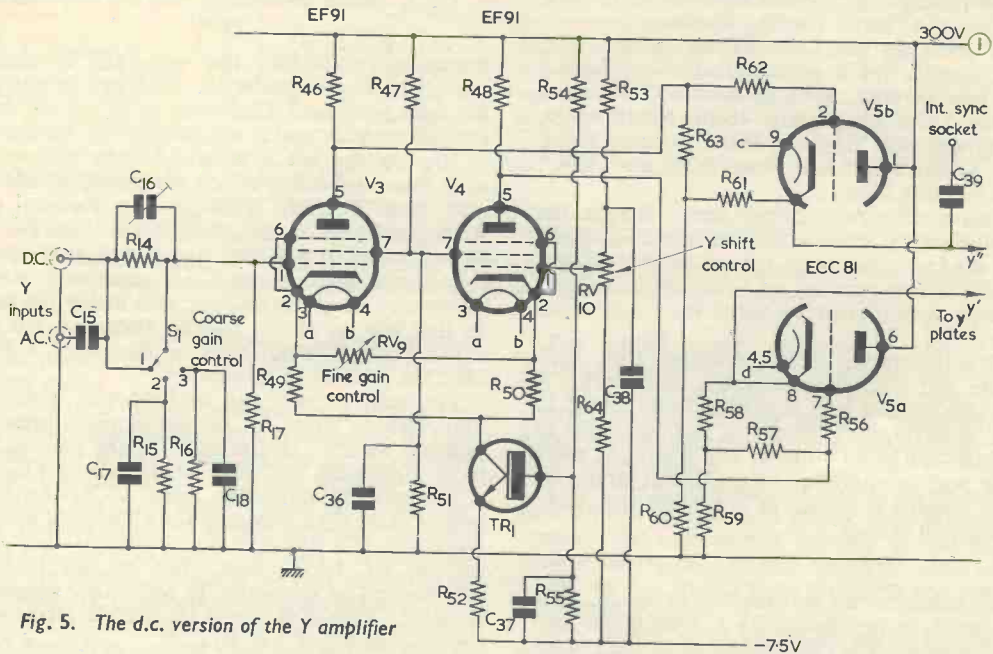 EF91
EF91
300V
1
R46
R47
R48
R54
R53
R62
V5b
Int. sync
socket
2
9
c
1
R63
R61
C39
C16
V3
V4
5
5
R14
6
7
7
6
1
2
3
4
3
4
2
1
a
b
a
b
Y shift
control
RV
10
ECC 81
y"
y'
To y
plates
D.C.
Y
inputs
A.C.
C15
S1
1
2
3
Coarse
gain
control
RV9
Fine gain
control
R49
R50
R64
C38
6
4,5
d
8
7
V5a
R58
R57
R56
R17
R15
R16
C17
C18
C36
R51
TR1
R60
R59
R52
C37
R55
-7·5V
Fig. 5. The d.c. version of the Y amplifier